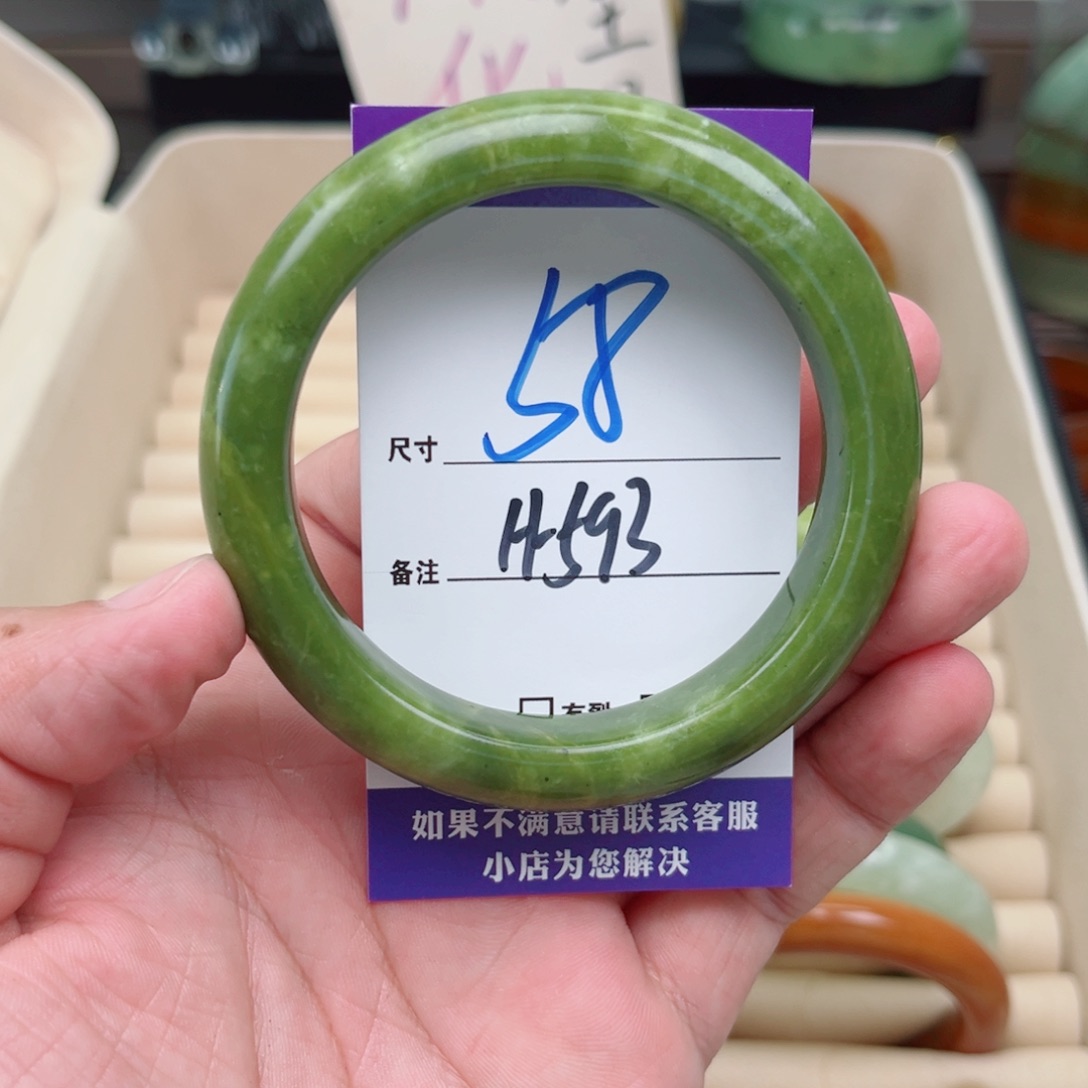 尺寸 58
备注 H593
如果不满意请联系客服
小店为您解决